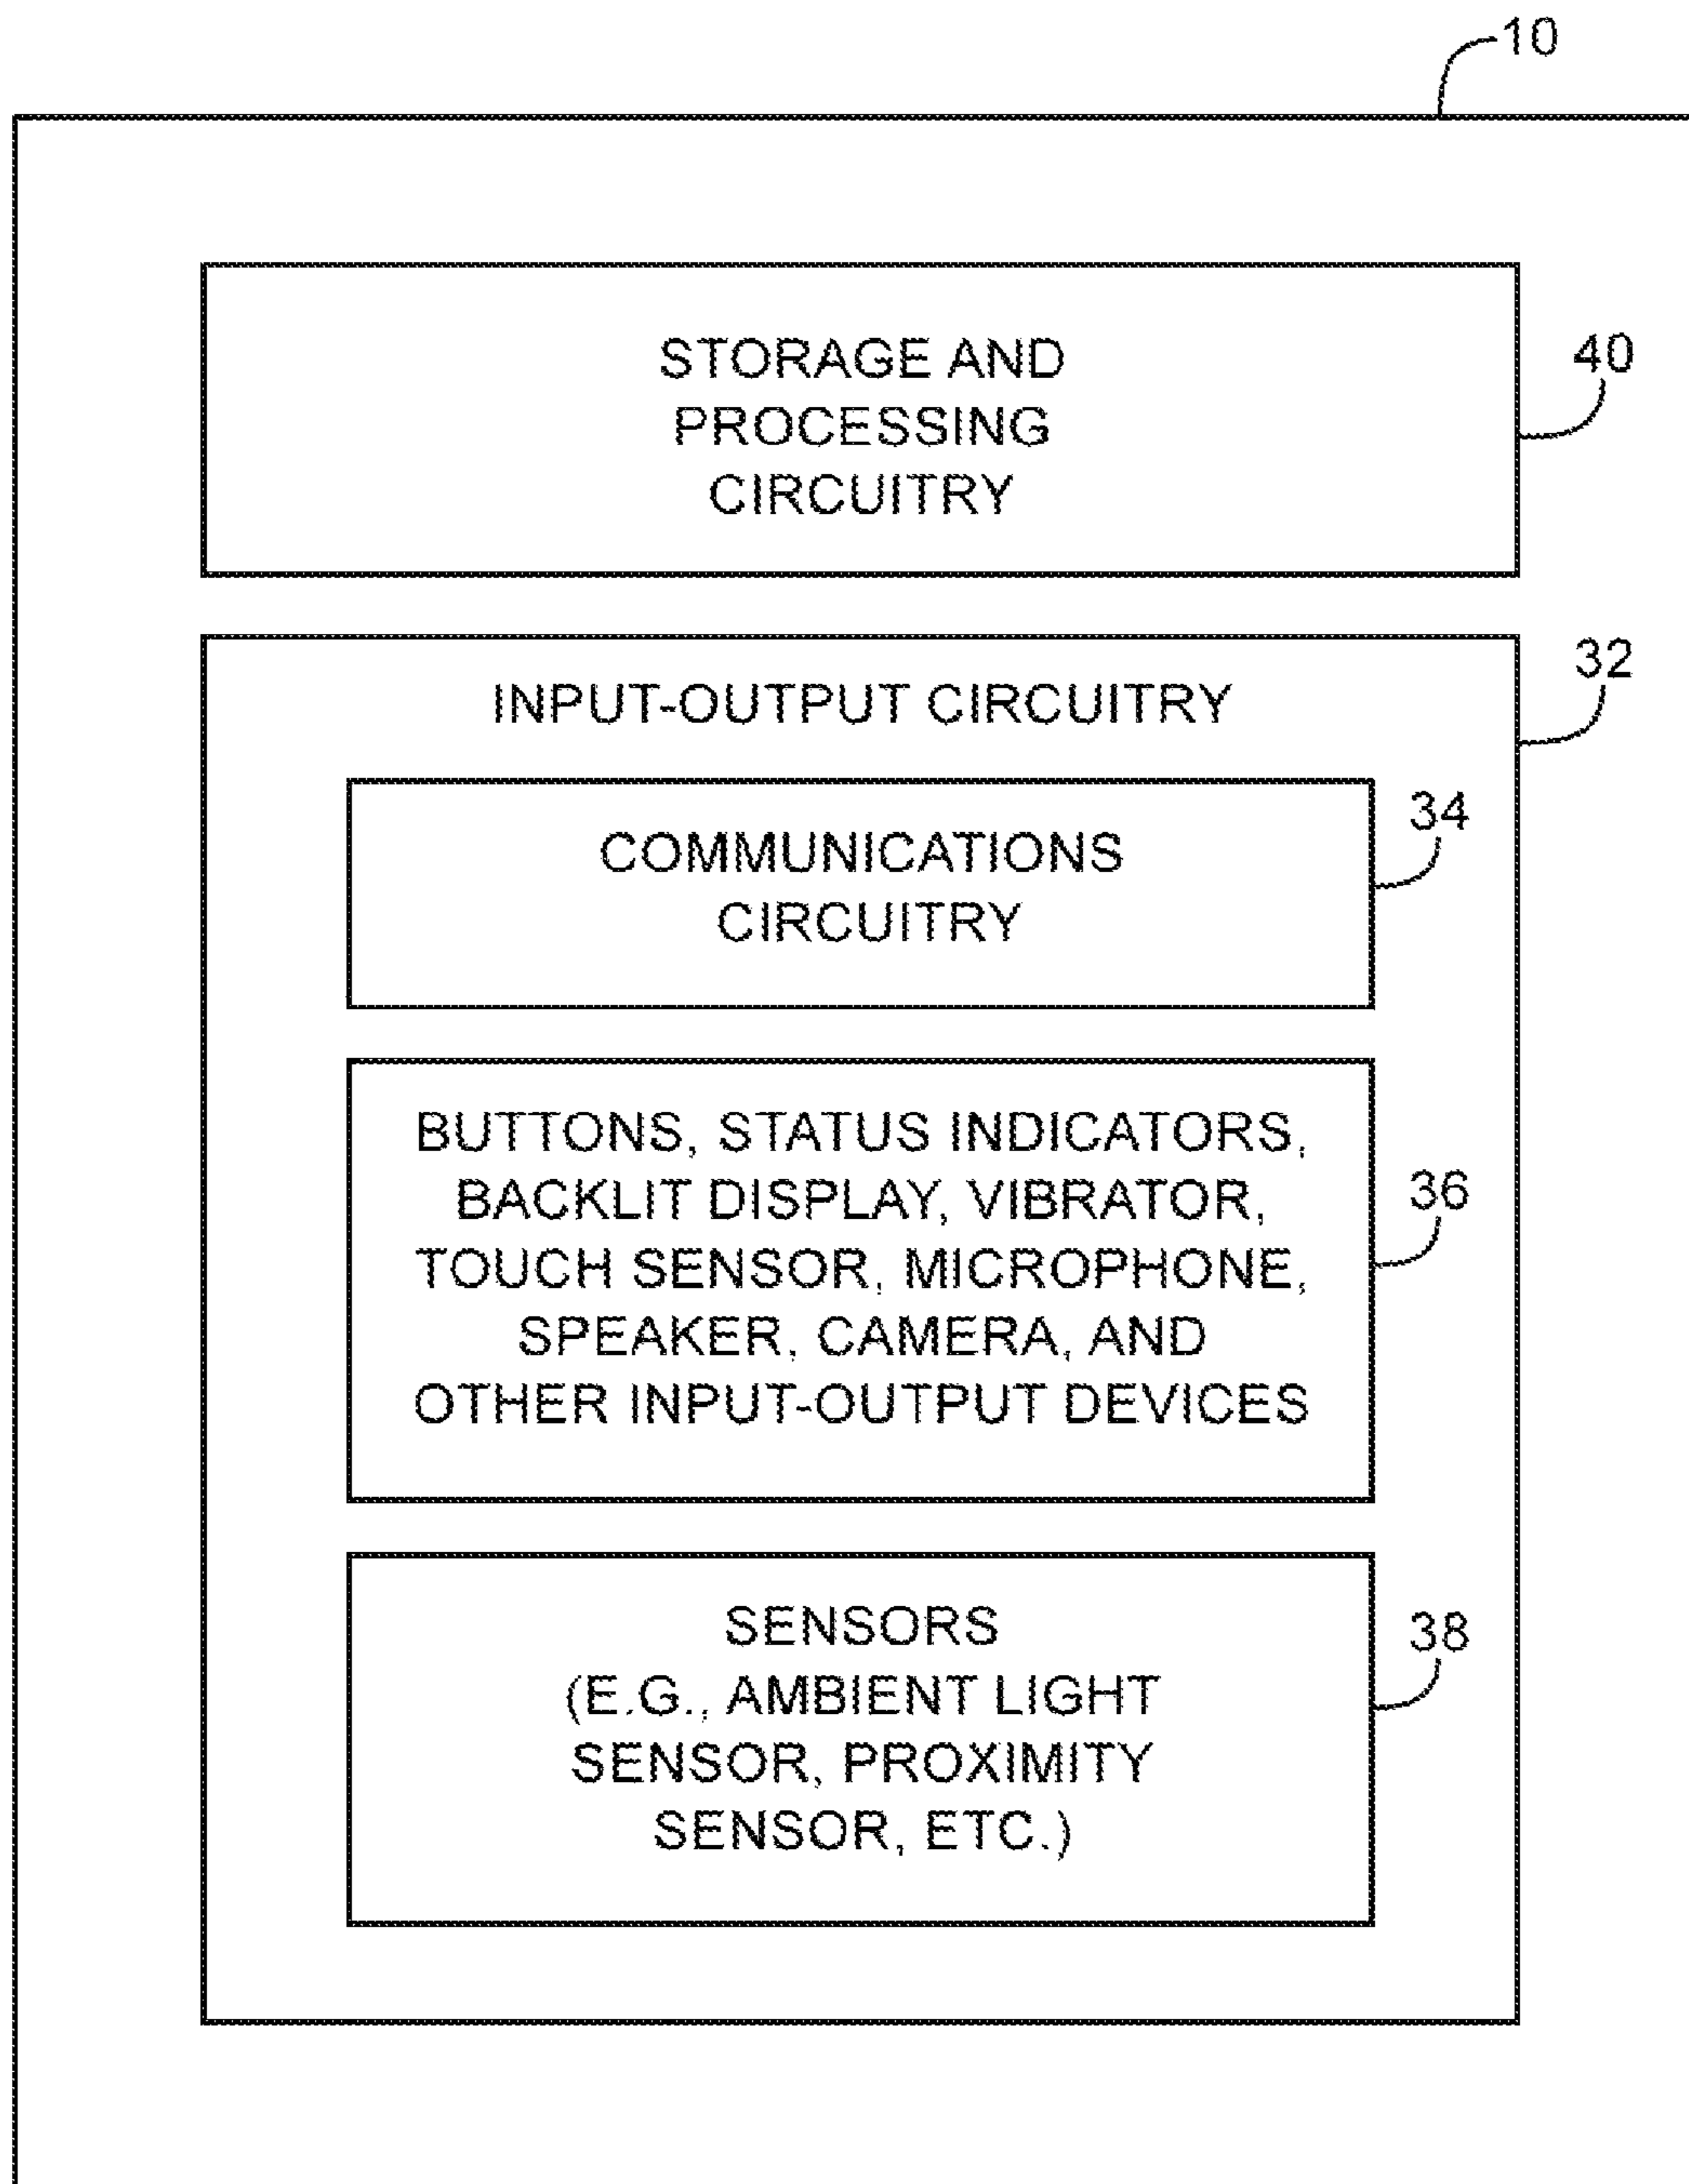 10
STORAGE AND
PROCESSING
CIRCUITRY
40
INPUT-OUTPUT CIRCUITRY
32
COMMUNICATIONS
CIRCUITRY
34
BUTTONS, STATUS INDICATORS,
BACKLIT DISPLAY, VIBRATOR,
TOUCH SENSOR, MICROPHONE,
SPEAKER, CAMERA, AND
OTHER INPUT-OUTPUT DEVICES
36
SENSORS
(E.G., AMBIENT LIGHT
SENSOR, PROXIMITY
SENSOR, ETC.)
38